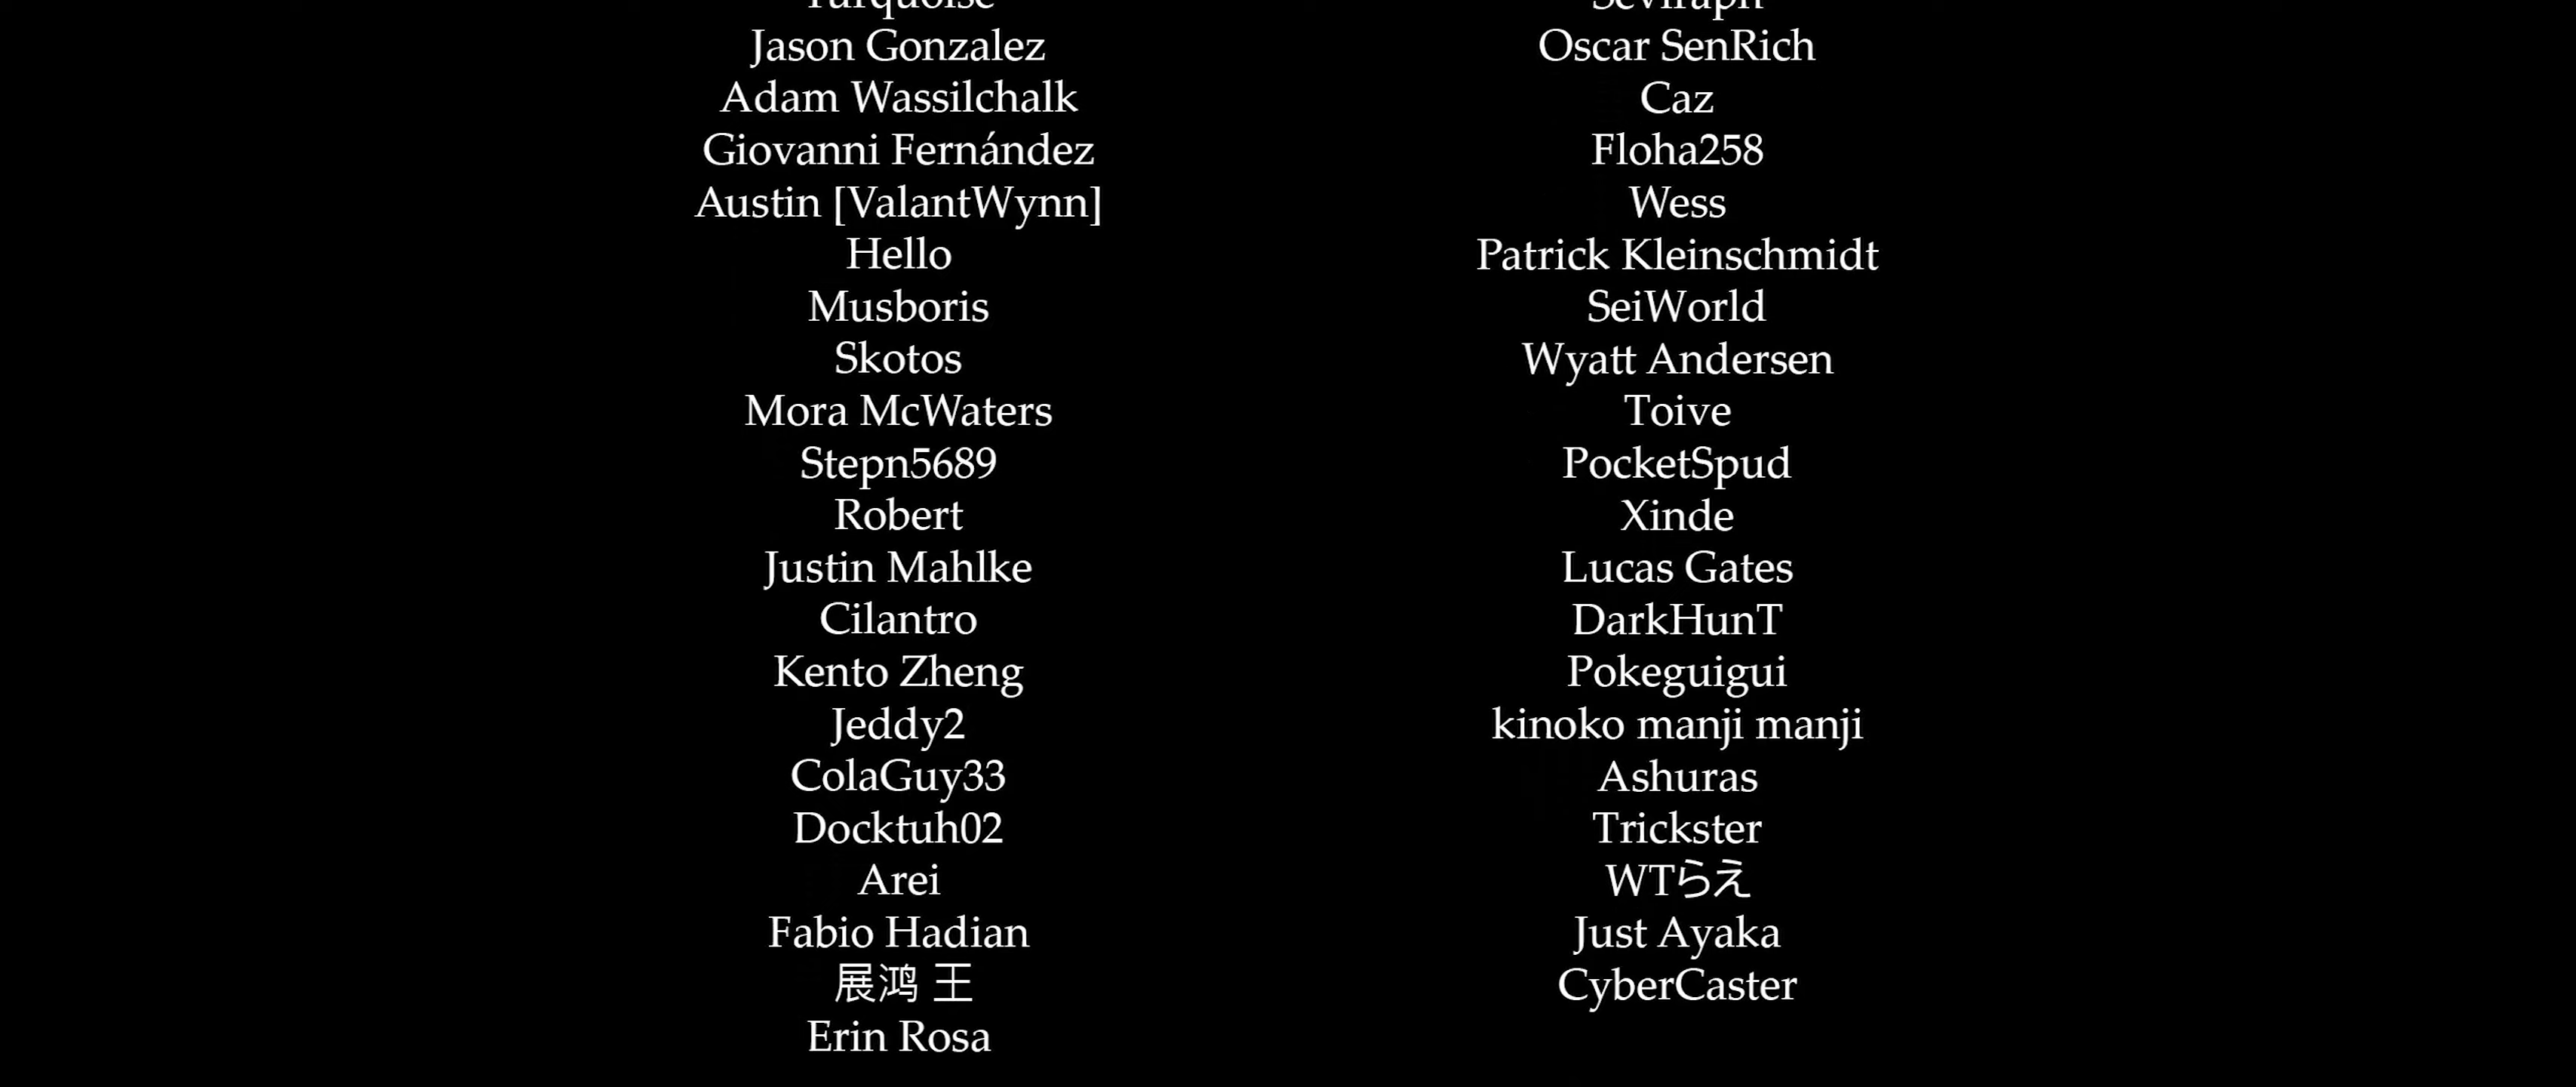 Turquoise
Jason Gonzalez
Adam Wassilchalk
Giovanni Fernández
Austin [ValantWynn]
Hello
Musboris
Skotos
Mora McWaters
Stepn5689
Robert
Justin Mahlke
Cilantro
Kento Zheng
Jeddy2
ColaGuy33
Docktuh02
Arei
Fabio Hadian
展鸿 王
Erin Rosa
Seviraph
Oscar SenRich
Caz
Floha258
Wess
Patrick Kleinschmidt
SeiWorld
Wyatt Andersen
Toive
PocketSpud
Xinde
Lucas Gates
DarkHunT
Pokeguigui
kinoko manji manji
Ashuras
Trickster
WTらえ
Just Ayaka
CyberCaster